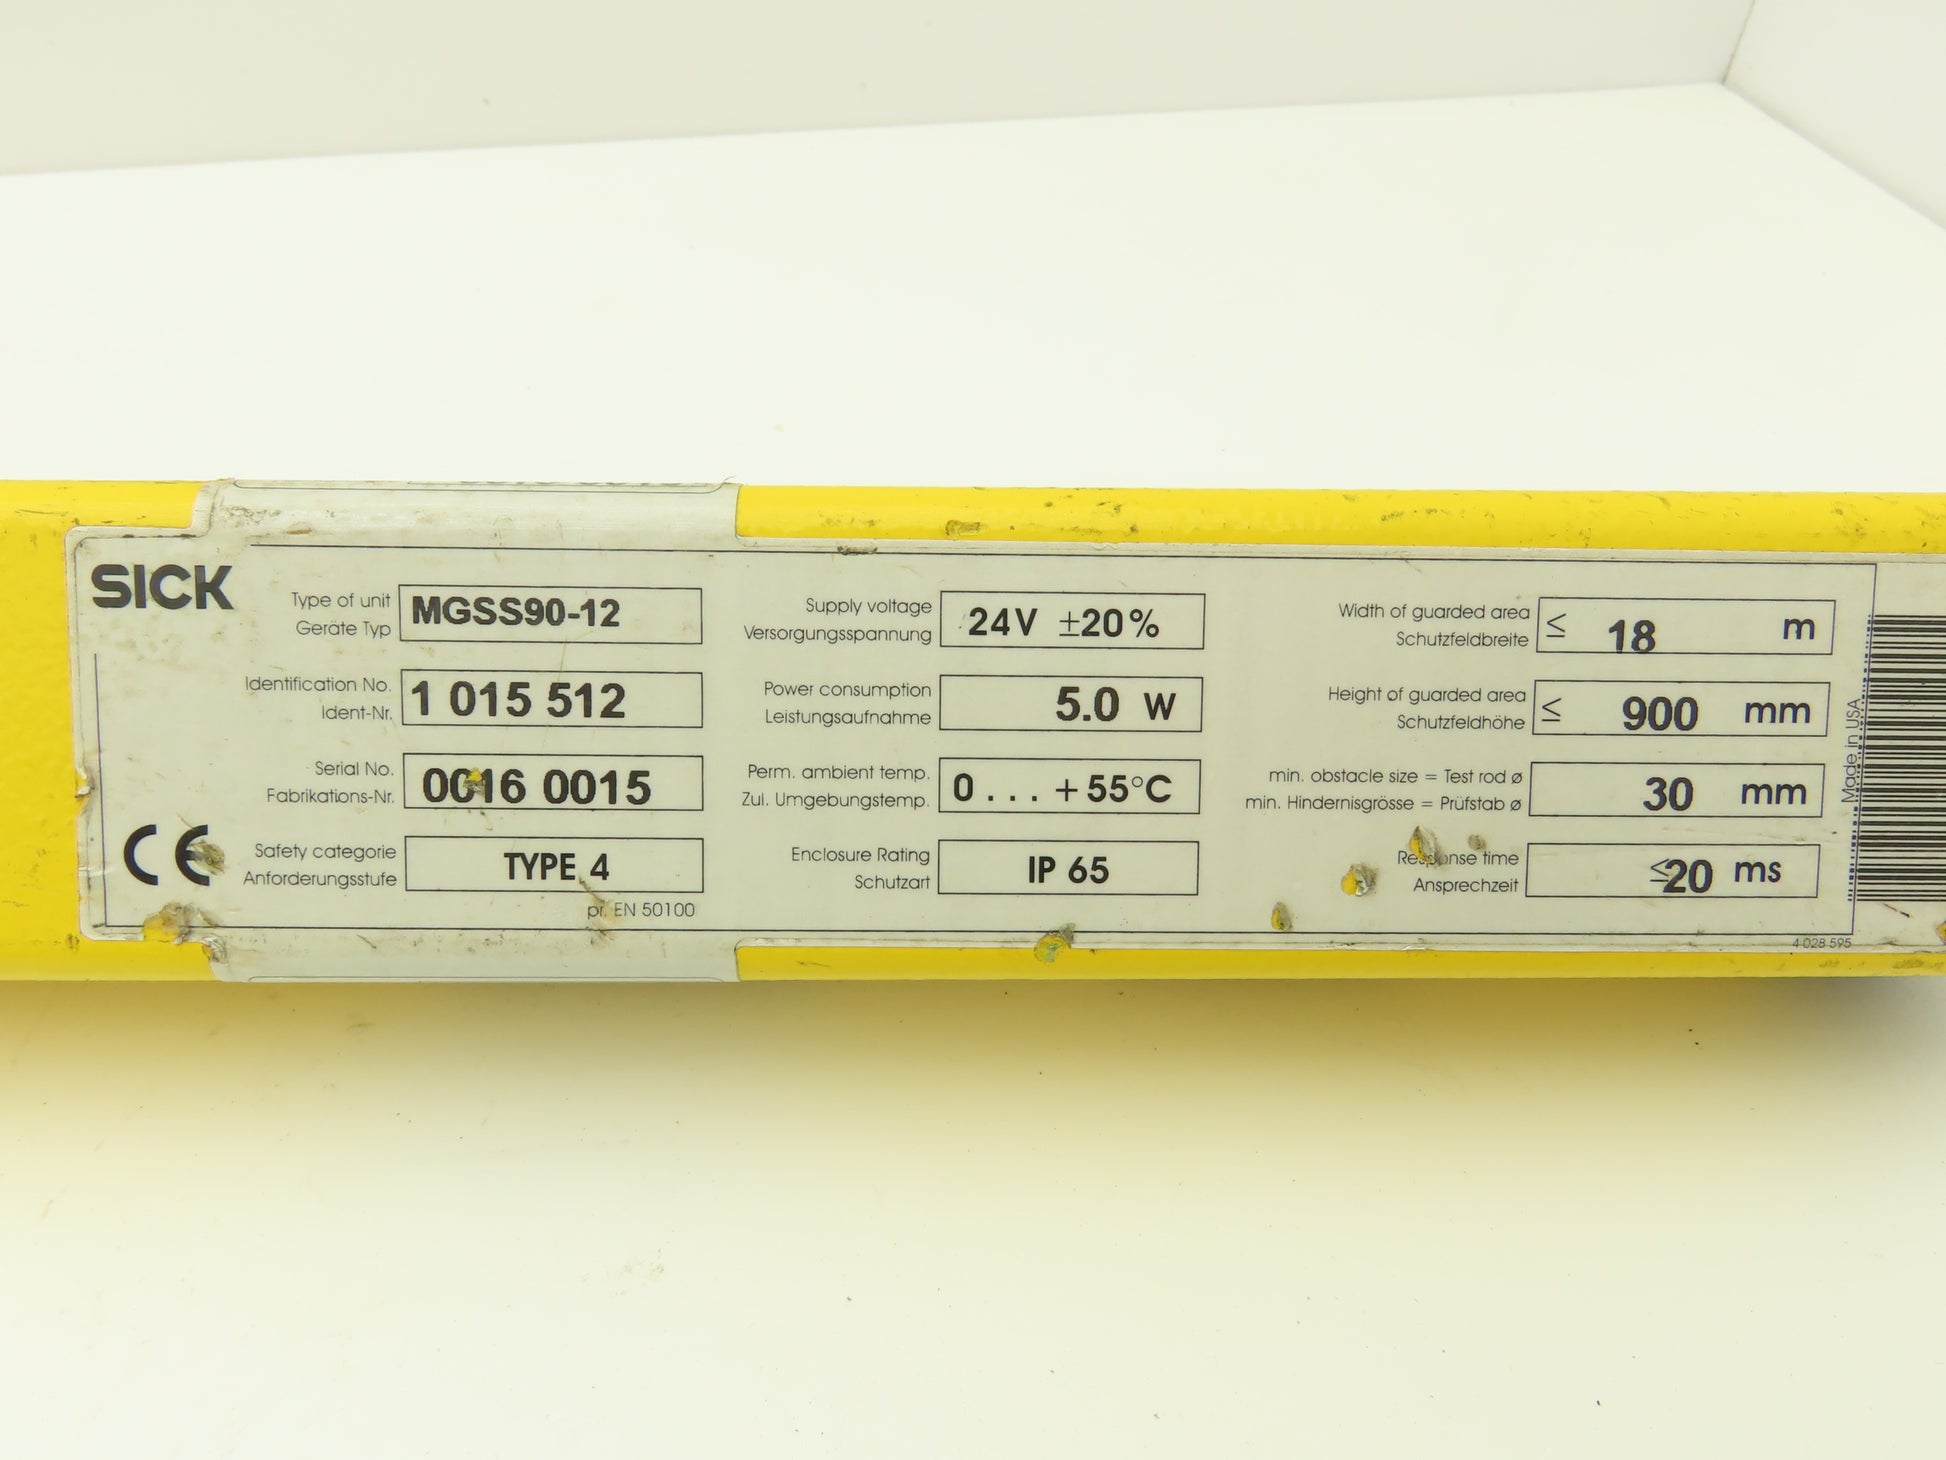 SICK
Type of unit
Geräte Typ
MGSS90-12
Identification No.
Ident-Nr.
1 015 512
Serial No.
Fabrikations-Nr.
0016 0015
CE
Safety categorie
Anforderungsstufe
TYPE 4
pr. EN 50100
Supply voltage
Versorgungsspannung
24V ±20%
Power consumption
Leistungsaufnahme
5.0 W
Perm. ambient temp.
Zul. Umgebungstemp.
0 . . . +55°C
Enclosure Rating
Schutzart
IP 65
Width of guarded area
Schutzfeldbreite
≤ 18 m
Height of guarded area
Schutzfeldhöhe
≤ 900 mm
min. obstacle size = Test rod ø
min. Hindernisgrösse = Prüfstab ø
30 mm
Response time
Ansprechzeit
≤20 ms
Made in USA
4 028 595